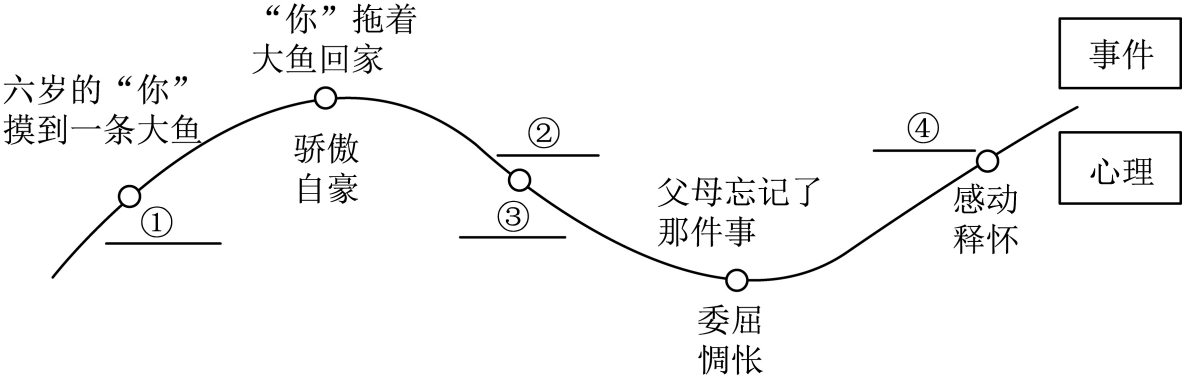 “你”拖着
大鱼回家
事件
六岁的“你”
摸到一条大鱼
骄傲
自豪
②
④
心理
①
③
父母忘记了
那件事
感动
释怀
委屈
惆怅